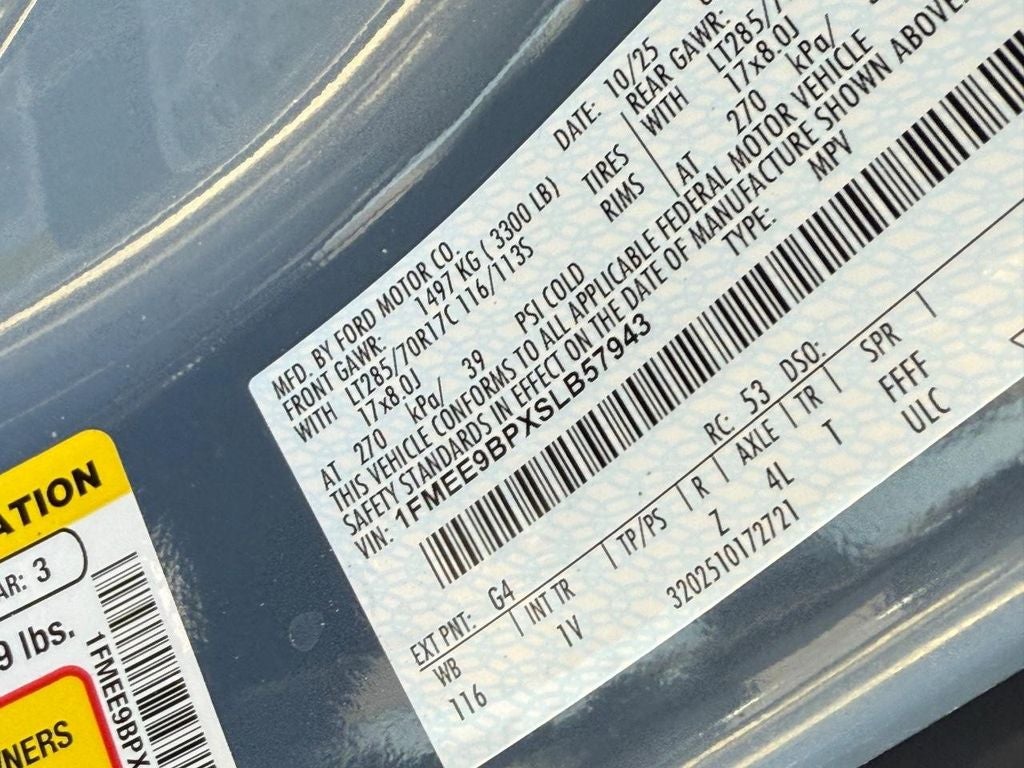 MFD. BY FORD MOTOR CO.
DATE: 10/25
FRONT GAWR: 1497 KG ( 3300 LB)
REAR GAWR:
WITH LT285/70R17C 116/113S TIRES
WITH LT285/
17x8.0J RIMS
17x8.0J
AT 270 kPa/ 39 PSI COLD
AT 270 kPa/
THIS VEHICLE CONFORMS TO ALL APPLICABLE FEDERAL MOTOR VEHICLE
SAFETY STANDARDS IN EFFECT ON THE DATE OF MANUFACTURE SHOWN ABOVE.
VIN: 1FMEE9BPXSLB57943
TYPE: MPV
EXT PNT: G4 RC: 53 DSO:
WB | INT TR | TP/PS | R | AXLE | TR | SPR |
116 1V Z 4L T FFFF
3202510172721 ULC
ATION
AR: 3
9 lbs.
1FMEE9BPX
WNERS